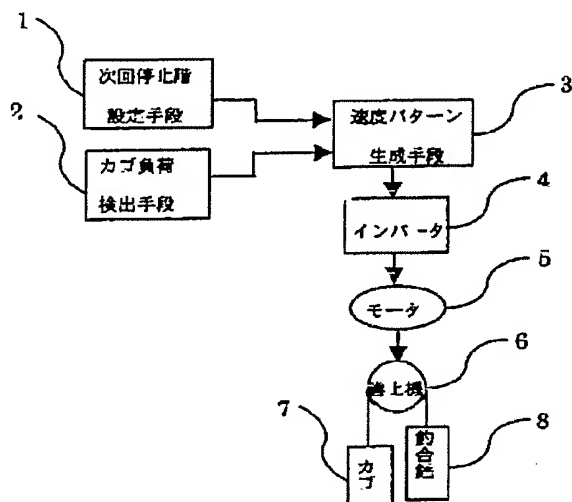 1
次回停止階
設定手段
2
カゴ負荷
検出手段
3
速度パターン
生成手段
4
インバータ
5
モータ
6
捲上機
7
カゴ
8
釣合錘